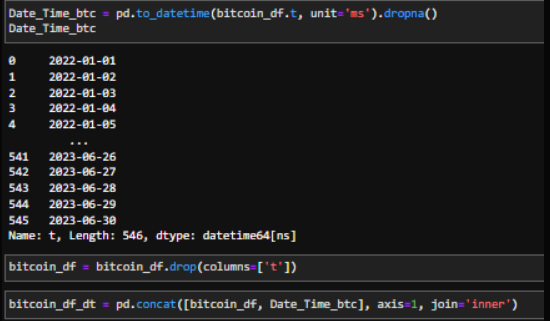 Date_Time_btc = pd.to_datetime(bitcoin_df.t, unit='ms').dropna()
Date_Time_btc
0 2022-01-01
1 2022-01-02
2 2022-01-03
3 2022-01-04
4 2022-01-05
...
541 2023-06-26
542 2023-06-27
543 2023-06-28
544 2023-06-29
545 2023-06-30
Name: t, Length: 546, dtype: datetime64[ns]
bitcoin_df = bitcoin_df.drop(columns=['t'])
bitcoin_df_dt = pd.concat([bitcoin_df, Date_Time_btc], axis=1, join='inner')